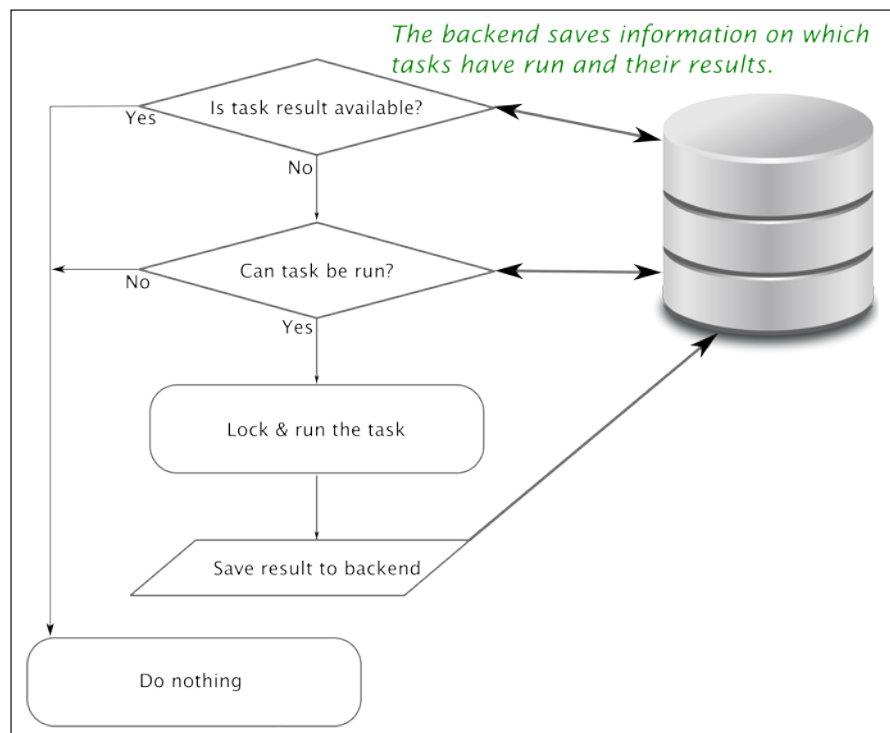 The backend saves information on which
tasks have run and their results.
Is task result available?
Yes
No
Can task be run?
No
Yes
Lock & run the task
Save result to backend
Do nothing